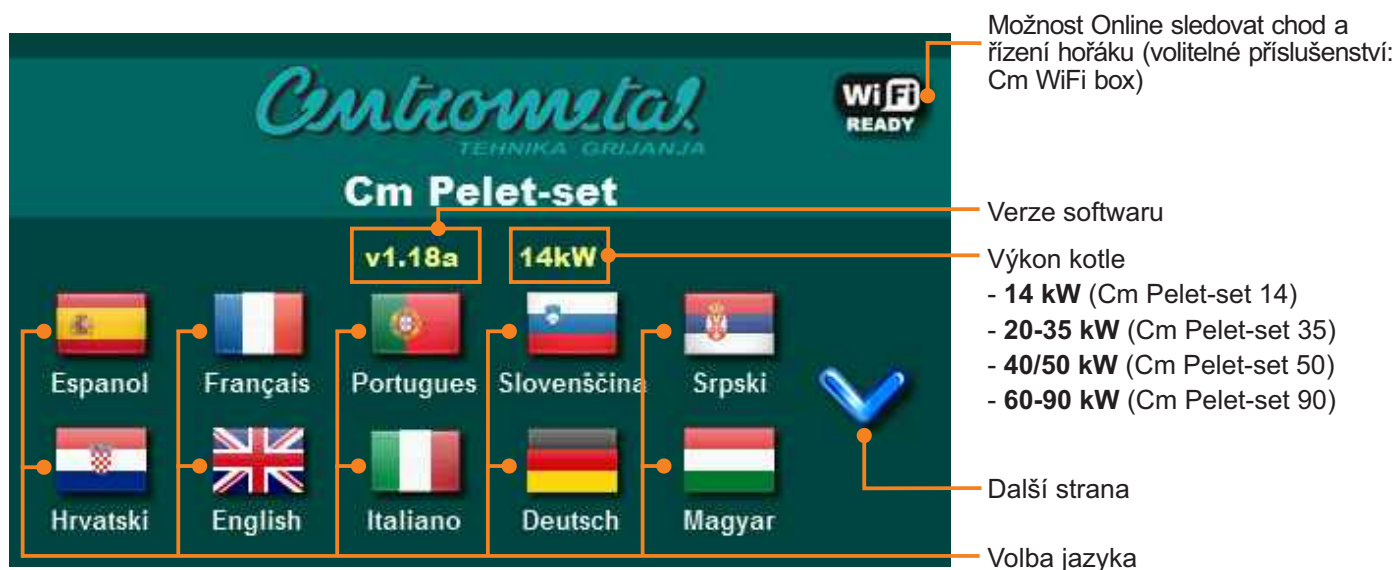 Možnost Online sledovat chod a
řízení hořáku (volitelné příslušenství:
Cm WiFi box)
Centrometal
TEHNIKA GRIJANJA
WiFi
READY
Cm Pelet-set
Verze softwaru
v1.18a
14kW
Výkon kotle
- 14 kW (Cm Pelet-set 14)
- 20-35 kW (Cm Pelet-set 35)
- 40/50 kW (Cm Pelet-set 50)
- 60-90 kW (Cm Pelet-set 90)
Espanol
Français
Portugues
Slovenščina
Srpski
Hrvatski
English
Italiano
Deutsch
Magyar
Další strana
Volba jazyka